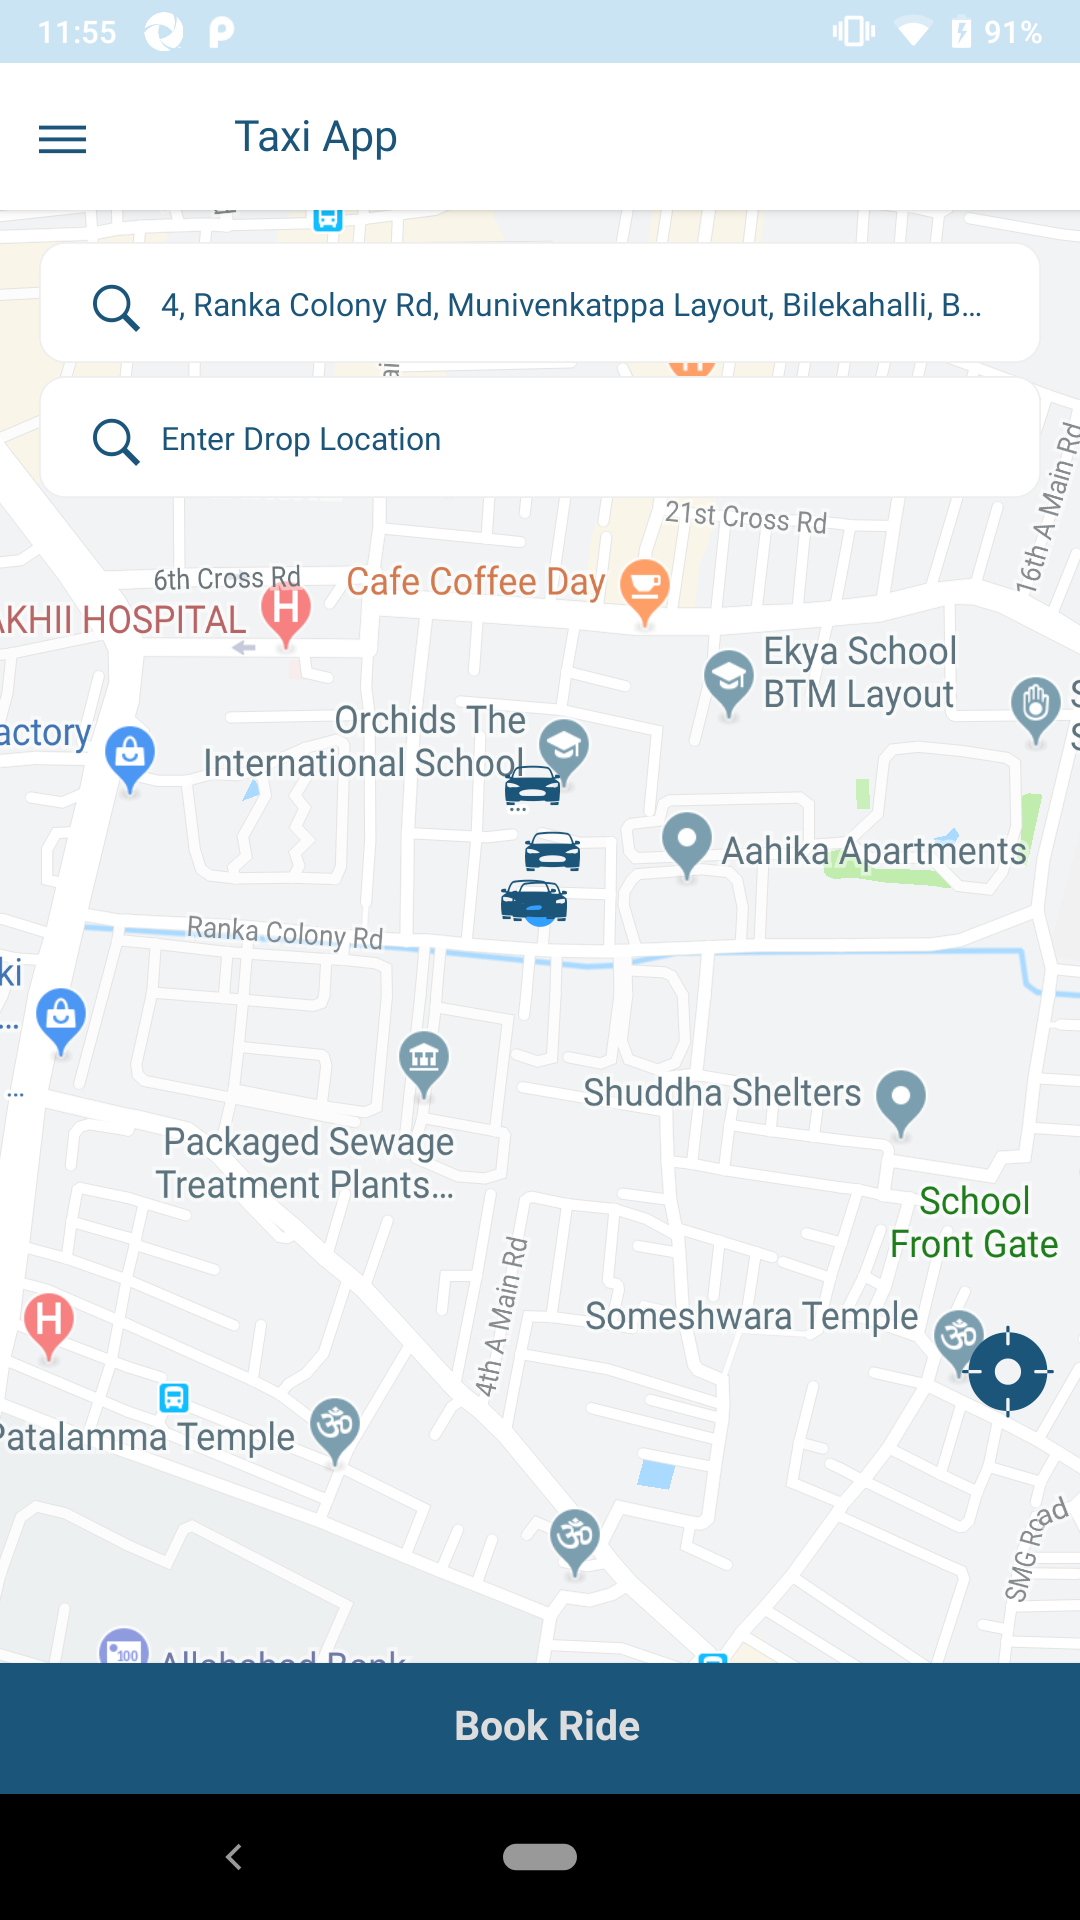 11:55
91%
Taxi App
4, Ranka Colony Rd, Munivenkatppa Layout, Bilekahalli, B...
Enter Drop Location
21st Cross Rd
16th A Main Rd
6th Cross Rd
Cafe Coffee Day
AKHII HOSPITAL
H
Ekya School
BTM Layout
S
S
actory
Orchids The
International School
...
Aahika Apartments
Ranka Colony Rd
ki
...
...
Shuddha Shelters
Packaged Sewage
Treatment Plants...
School
Front Gate
4th A Main Rd
Someshwara Temple
ॐ
H
Patalamma Temple
ॐ
ॐ
SMG Road
100
Allahabad Bank
Book Ride